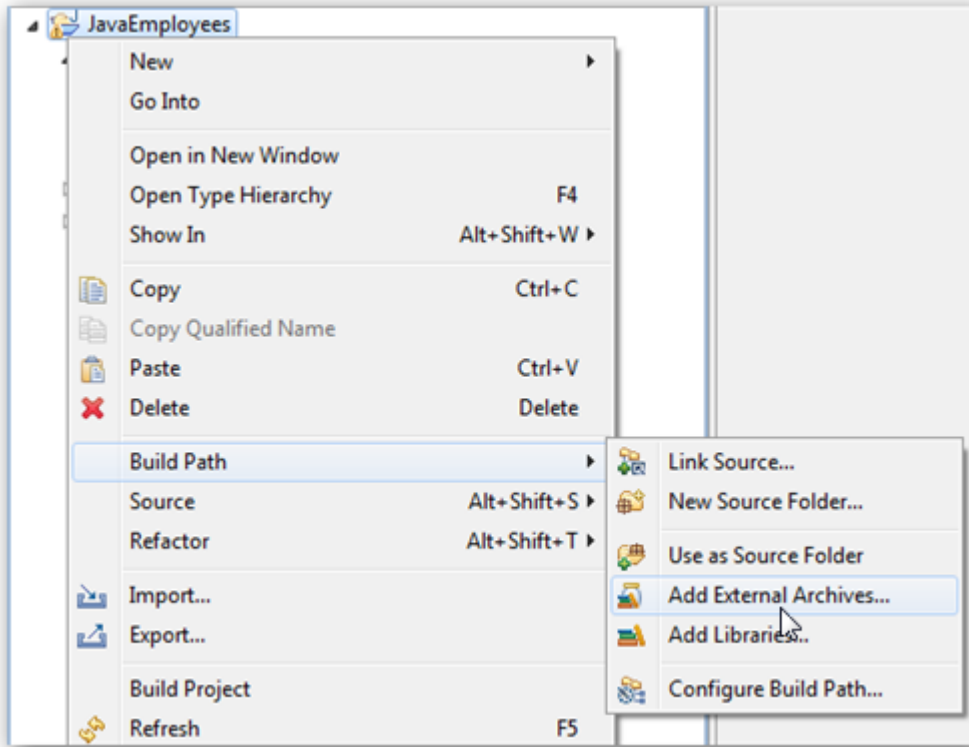 JavaEmployees
New
Go Into
Open in New Window
Open Type Hierarchy F4
Show In Alt+Shift+W
Copy Ctrl+C
Copy Qualified Name
Paste Ctrl+V
Delete Delete
Build Path
Source Alt+Shift+S
Refactor Alt+Shift+T
Import...
Export...
Build Project
Refresh F5
Link Source...
New Source Folder...
Use as Source Folder
Add External Archives...
Add Libraries...
Configure Build Path...